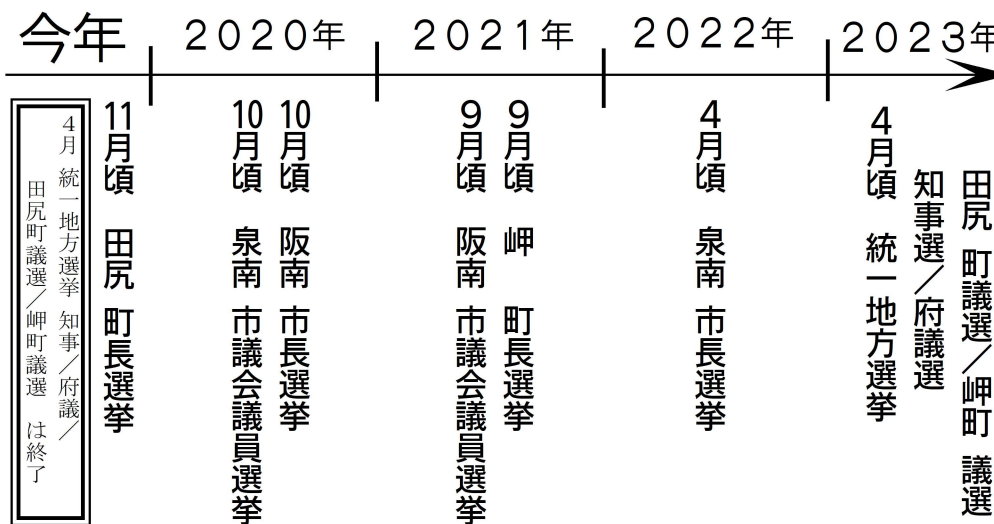 今年
２０２０年
２０２１年
２０２２年
２０２３年
４月 統一地方選挙 知事／府議／
田尻町議選／岬町議選 は終了
11月頃 田尻 町長選挙
10月頃 阪南 市長選挙
10月頃 泉南 市議会議員選挙
９月頃 岬 町長選挙
９月頃 阪南 市議会議員選挙
４月頃 泉南 市長選挙
４月頃 統一地方選挙
知事選／府議選
田尻 町議選／岬町 議選